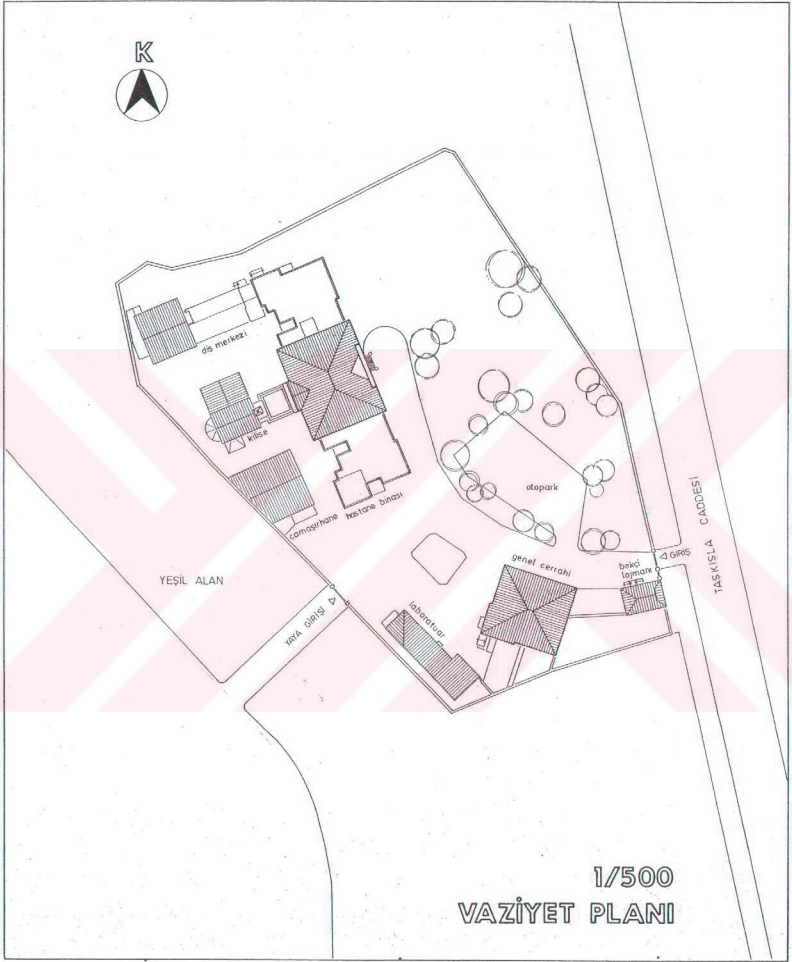 K
diş merkezi
kilise
çamaşırhane
hastane binası
otopark
TAŞKIŞLA CADDESİ
GİRİŞ
genel cerrahi
bekçi
lojmanı
YEŞİL ALAN
YAYA GİRİŞİ
laboratuar
1/500
VAZİYET PLANI